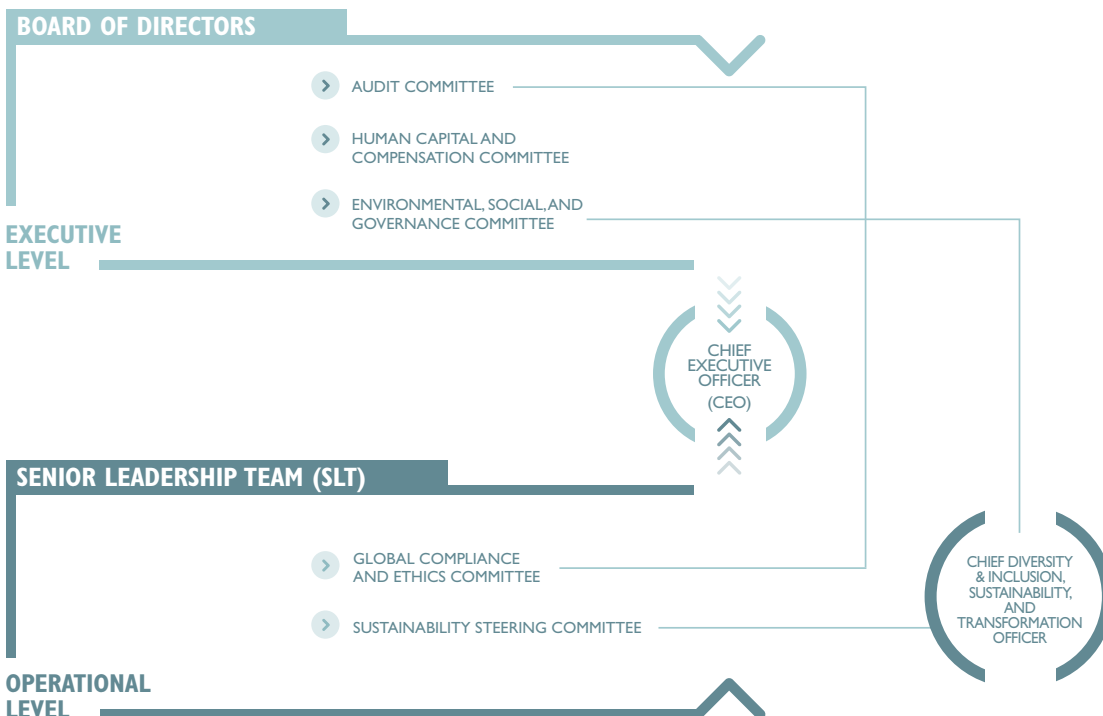 BOARD OF DIRECTORS
AUDIT COMMITTEE
HUMAN CAPITAL AND
COMPENSATION COMMITTEE
ENVIRONMENTAL, SOCIAL, AND
GOVERNANCE COMMITTEE
EXECUTIVE
LEVEL
CHIEF
EXECUTIVE
OFFICER
(CEO)
SENIOR LEADERSHIP TEAM (SLT)
GLOBAL COMPLIANCE
AND ETHICS COMMITTEE
SUSTAINABILITY STEERING COMMITTEE
CHIEF DIVERSITY
& INCLUSION,
SUSTAINABILITY,
AND
TRANSFORMATION
OFFICER
OPERATIONAL
LEVEL